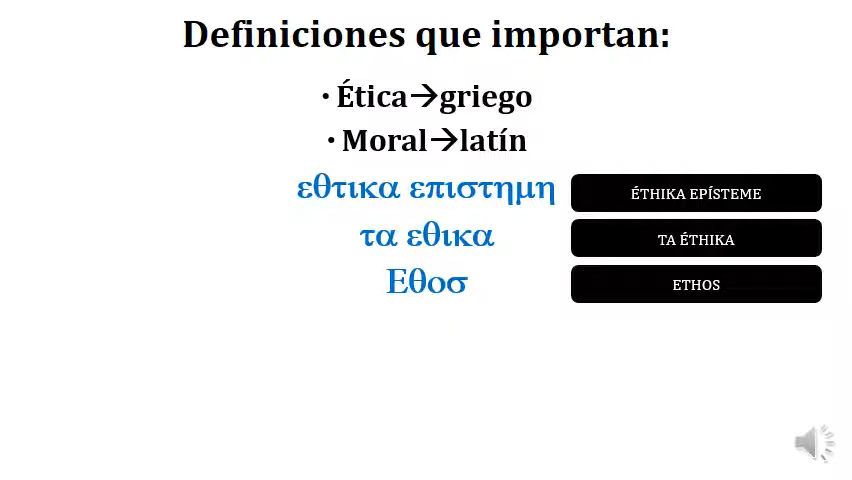 Definiciones que importan:
• Ética→griego
• Moral→latín
εθτικα επιστημη
ÉTHIKA EPÍSTEME
τα εθικα
TA ÉTHIKA
Εθοσ
ETHOS